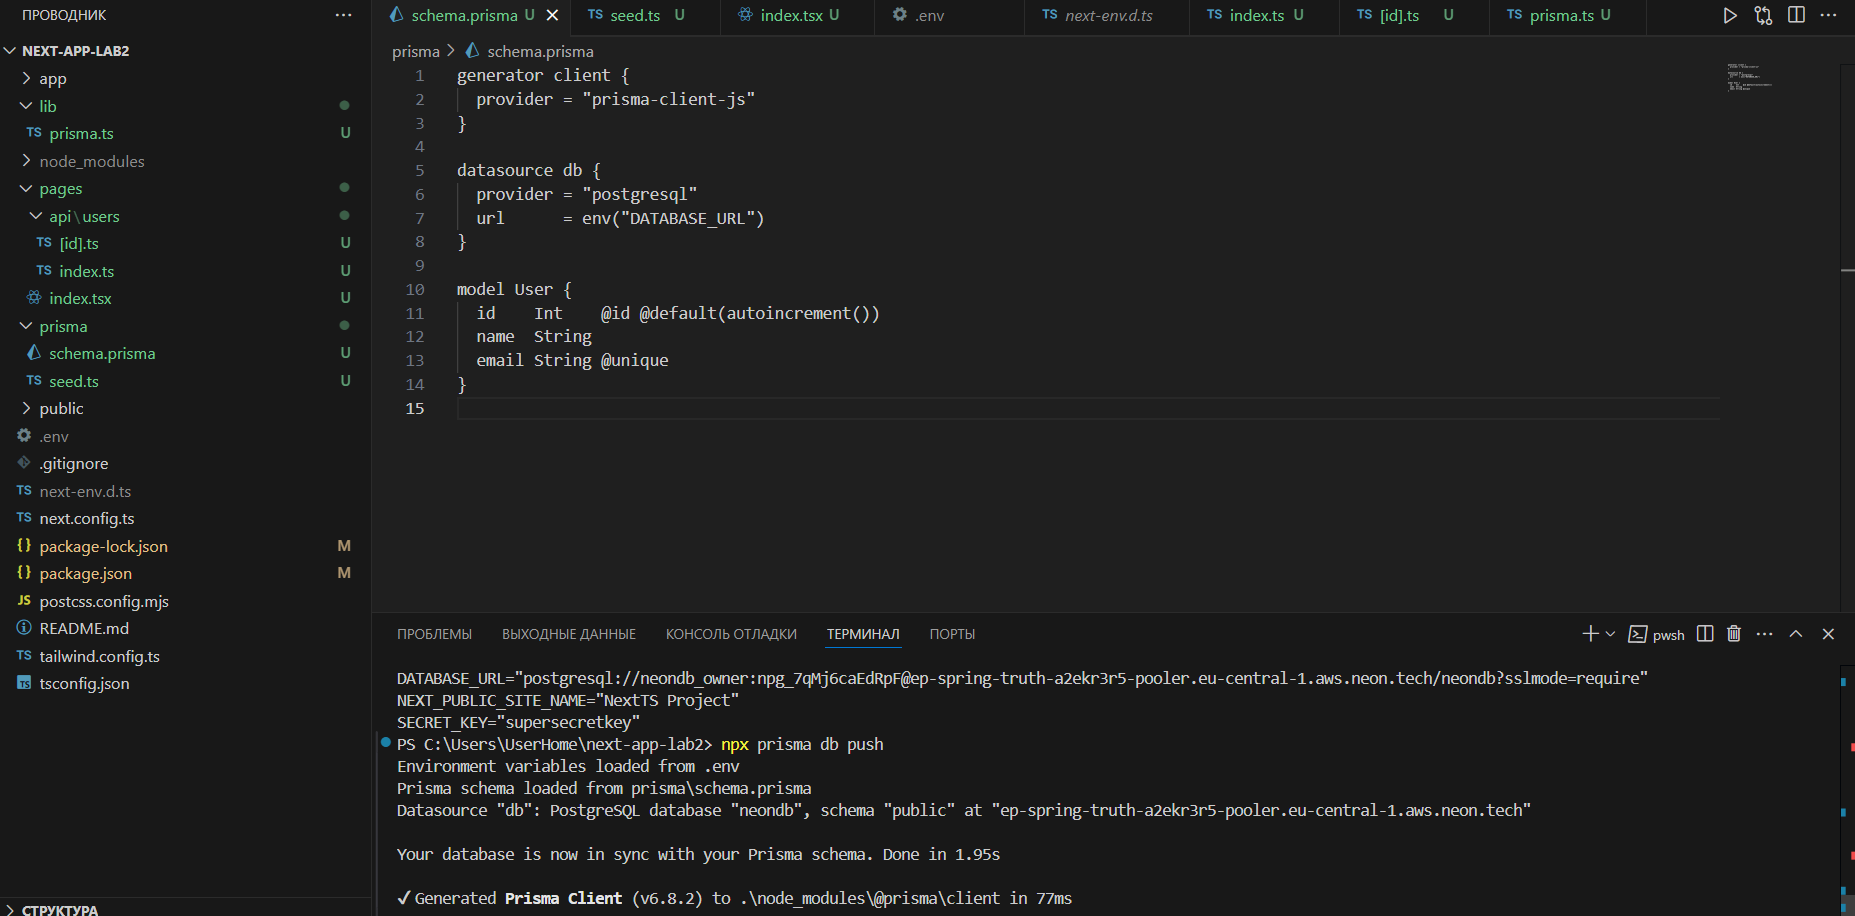 ПРОВОДНИК
NEXT-APP-LAB2
app
lib
TS prisma.ts U
node_modules
pages
api\users
TS [id].ts U
TS index.ts U
index.tsx U
prisma
schema.prisma U
TS seed.ts U
public
.env
.gitignore
TS next-env.d.ts
TS next.config.ts
{} package-lock.json M
{} package.json M
JS postcss.config.mjs
README.md
TS tailwind.config.ts
TS tsconfig.json
СТРУКТУРА
schema.prisma U
TS seed.ts U
index.tsx U
.env
TS next-env.d.ts
TS index.ts U
TS [id].ts U
TS prisma.ts U
prisma > schema.prisma
1 generator client {
2 provider = "prisma-client-js"
3 }
4
5 datasource db {
6 provider = "postgresql"
7 url = env("DATABASE_URL")
8 }
9
10 model User {
11 id Int @id @default(autoincrement())
12 name String
13 email String @unique
14 }
15
ПРОБЛЕМЫ ВЫХОДНЫЕ ДАННЫЕ КОНСОЛЬ ОТЛАДКИ ТЕРМИНАЛ ПОРТЫ
pwsh
DATABASE_URL="postgresql://neondb_owner:npg_7qMj6caEdRpF@ep-spring-truth-a2ekr3r5-pooler.eu-central-1.aws.neon.tech/neondb?sslmode=require"
NEXT_PUBLIC_SITE_NAME="NextTS Project"
SECRET_KEY="supersecretkey"
PS C:\Users\UserHome\next-app-lab2> npx prisma db push
Environment variables loaded from .env
Prisma schema loaded from prisma\schema.prisma
Datasource "db": PostgreSQL database "neondb", schema "public" at "ep-spring-truth-a2ekr3r5-pooler.eu-central-1.aws.neon.tech"
Your database is now in sync with your Prisma schema. Done in 1.95s
✔ Generated Prisma Client (v6.8.2) to .\node_modules\@prisma\client in 77ms